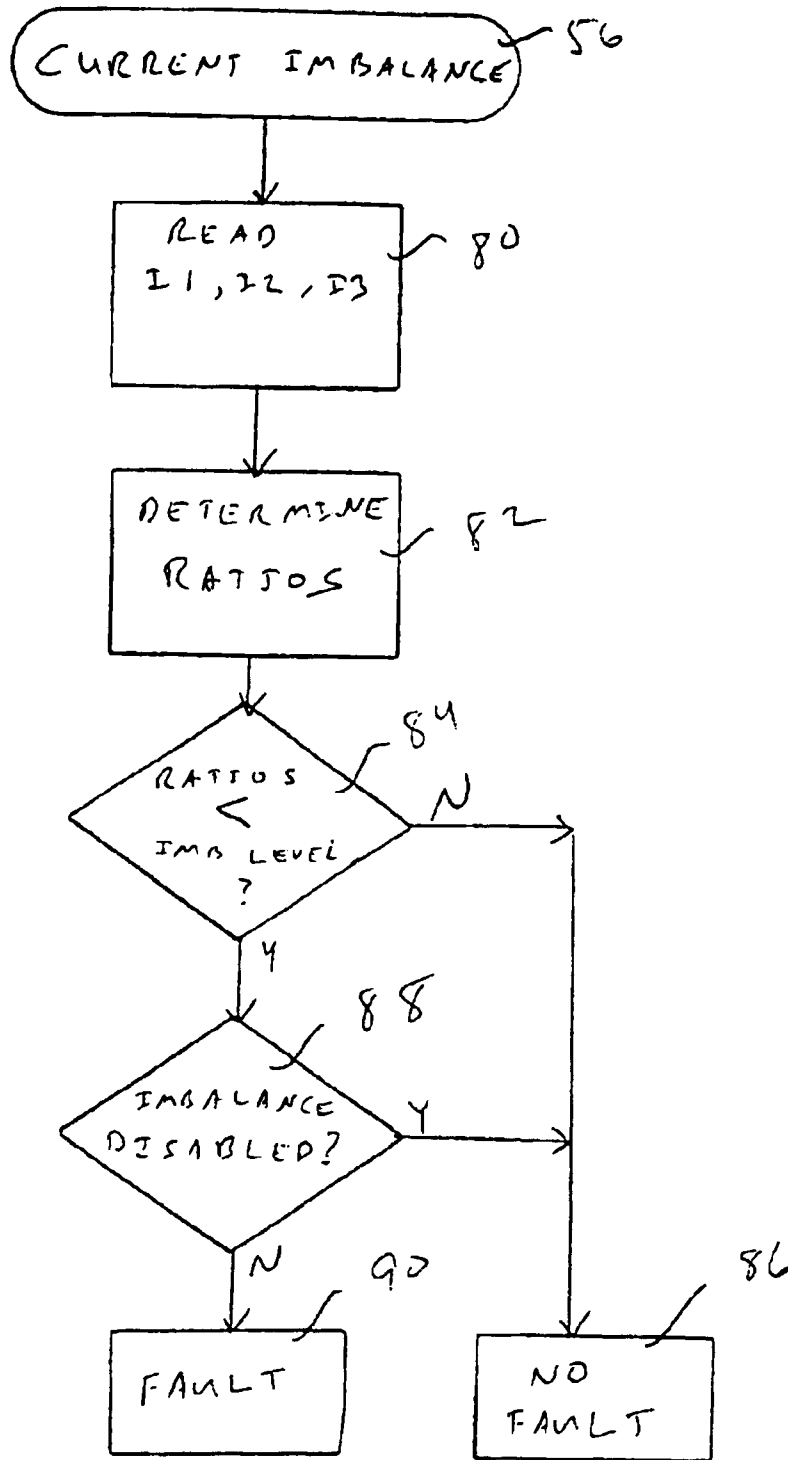 CURRENT IMBALANCE
56
READ
I1, I2, I3
80
DETERMINE
RATIOS
82
RATIOS
<
IMB LEVEL
?
84
N
Y
88
IMBALANCE
DISABLED?
Y
N
90
FAULT
86
NO
FAULT